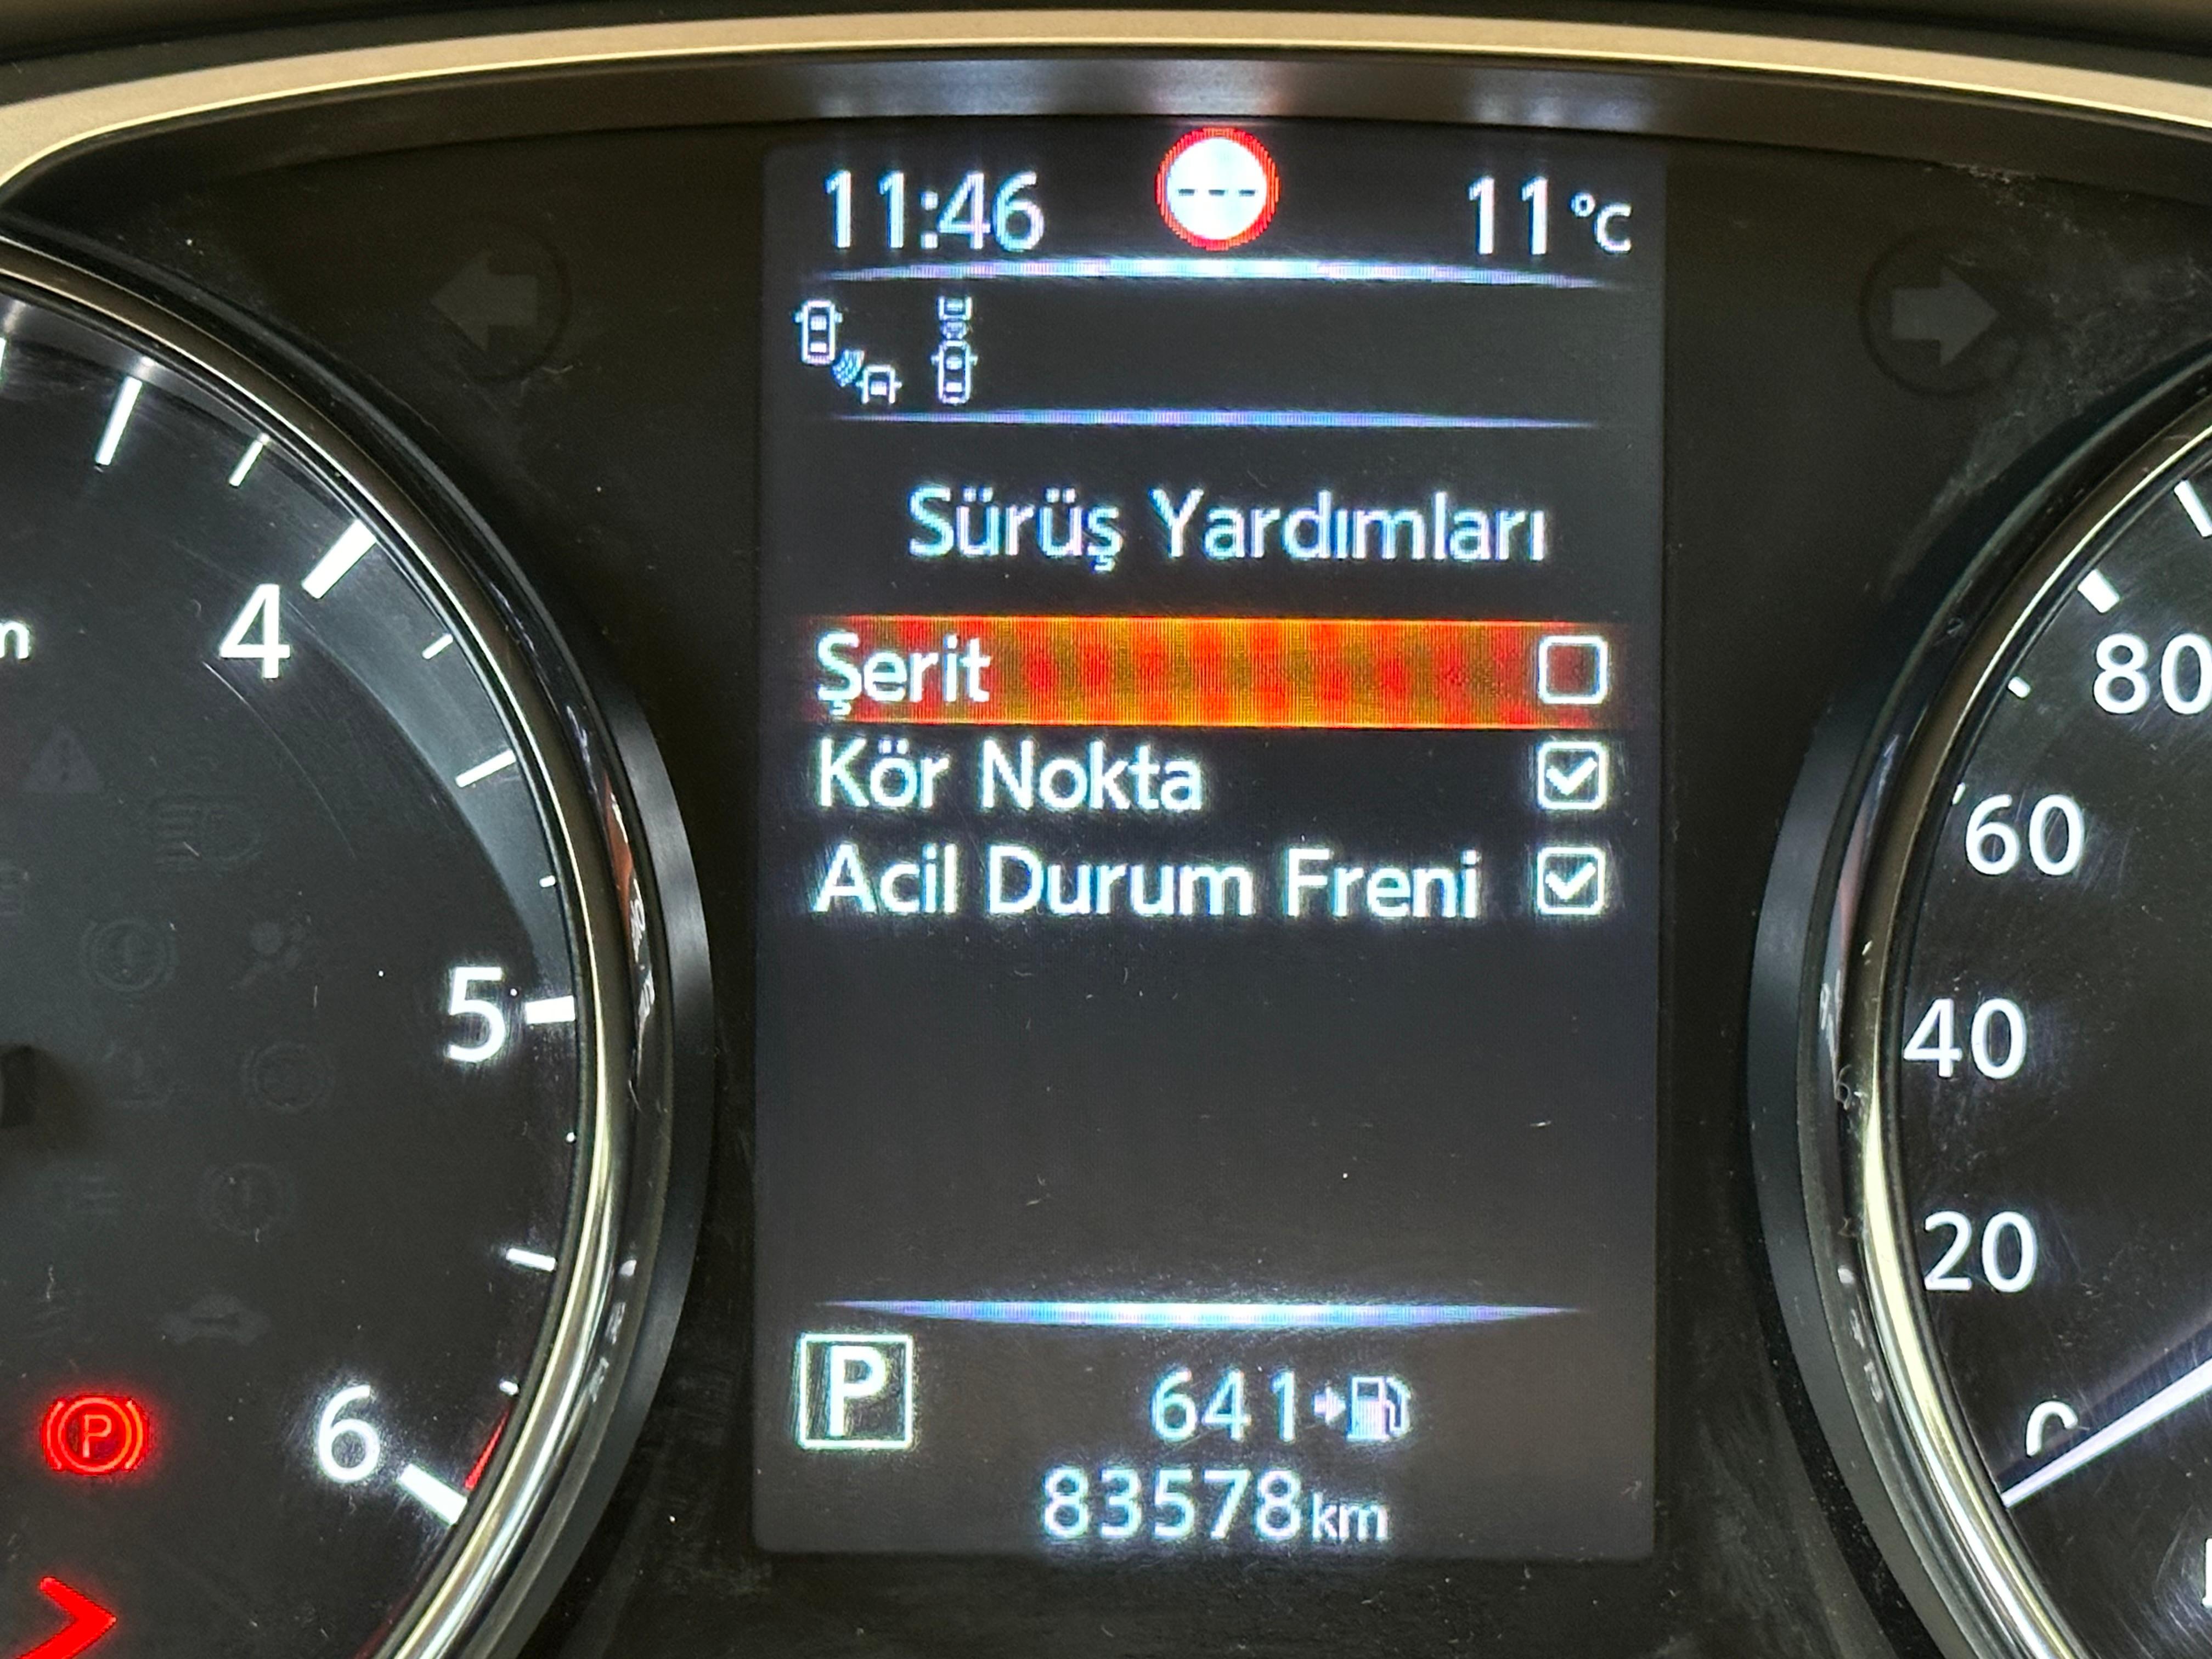 11:46
11°C
Sürüş Yardımları
Şerit
Kör Nokta
Acil Durum Freni
P
641
83578km
4
5
6
P
80
60
40
20
0